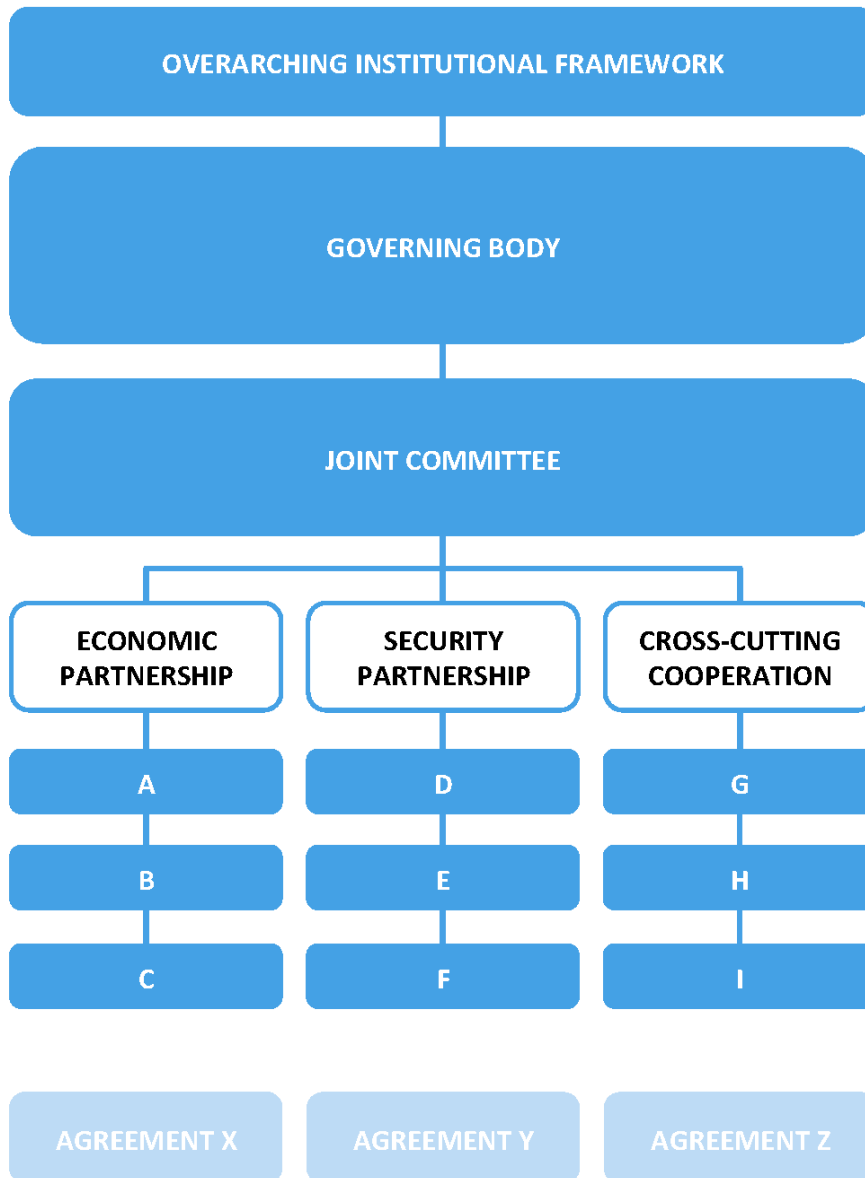 OVERARCHING INSTITUTIONAL FRAMEWORK
GOVERNING BODY
JOINT COMMITTEE
ECONOMIC
PARTNERSHIP
SECURITY
PARTNERSHIP
CROSS-CUTTING
COOPERATION
A
D
G
B
E
H
C
F
I
AGREEMENT X
AGREEMENT Y
AGREEMENT Z